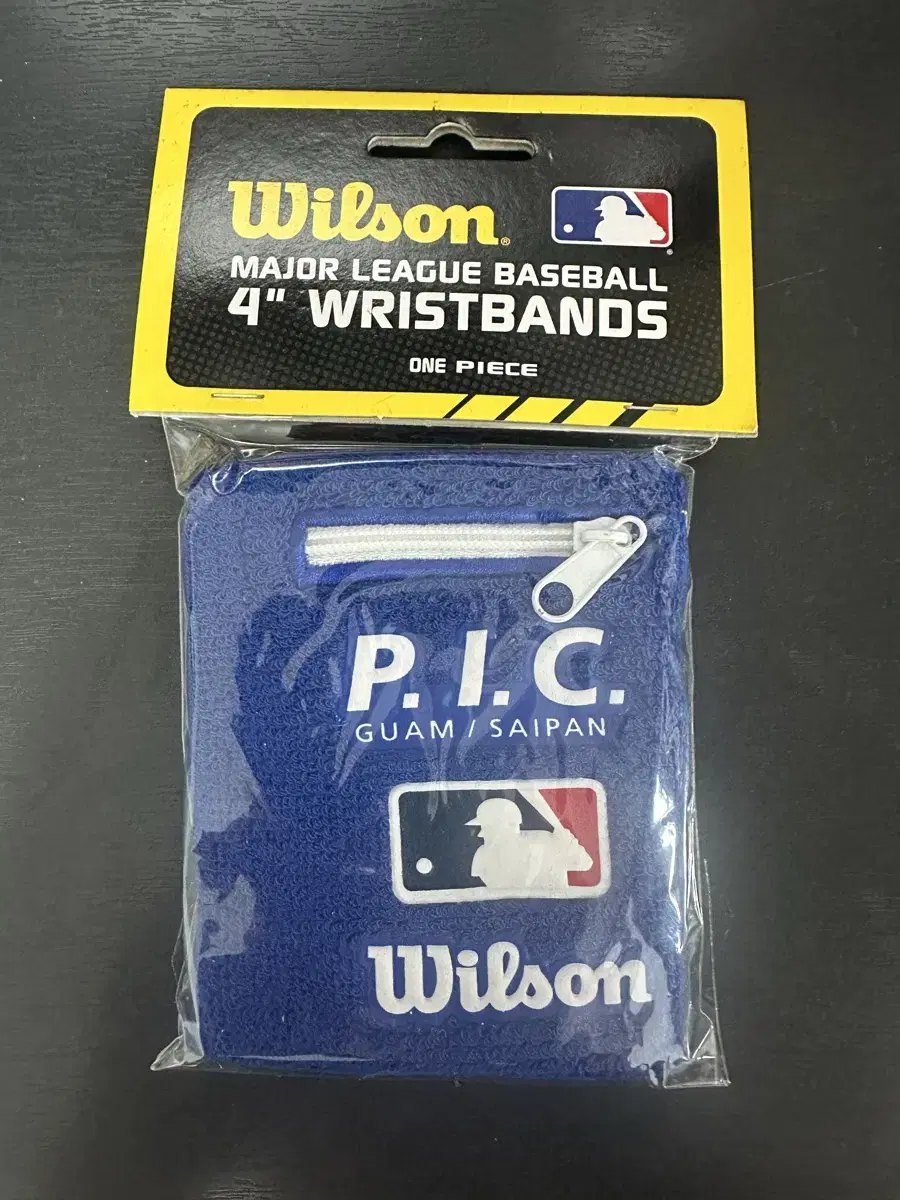 Wilson®
MAJOR LEAGUE BASEBALL
4" WRISTBANDS
ONE PIECE
P.I.C.
GUAM / SAIPAN
Wilson